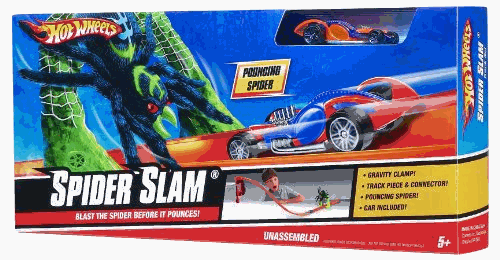 HOT WHEELS
POUNCING
SPIDER
SPIDER SLAM®
BLAST THE SPIDER BEFORE IT POUNCES!
• GRAVITY CLAMP!
• TRACK PIECE & CONNECTOR!
• POUNCING SPIDER!
• CAR INCLUDED!
UNASSEMBLED
5+
HOT WHEELS
SPIDER SLAM®